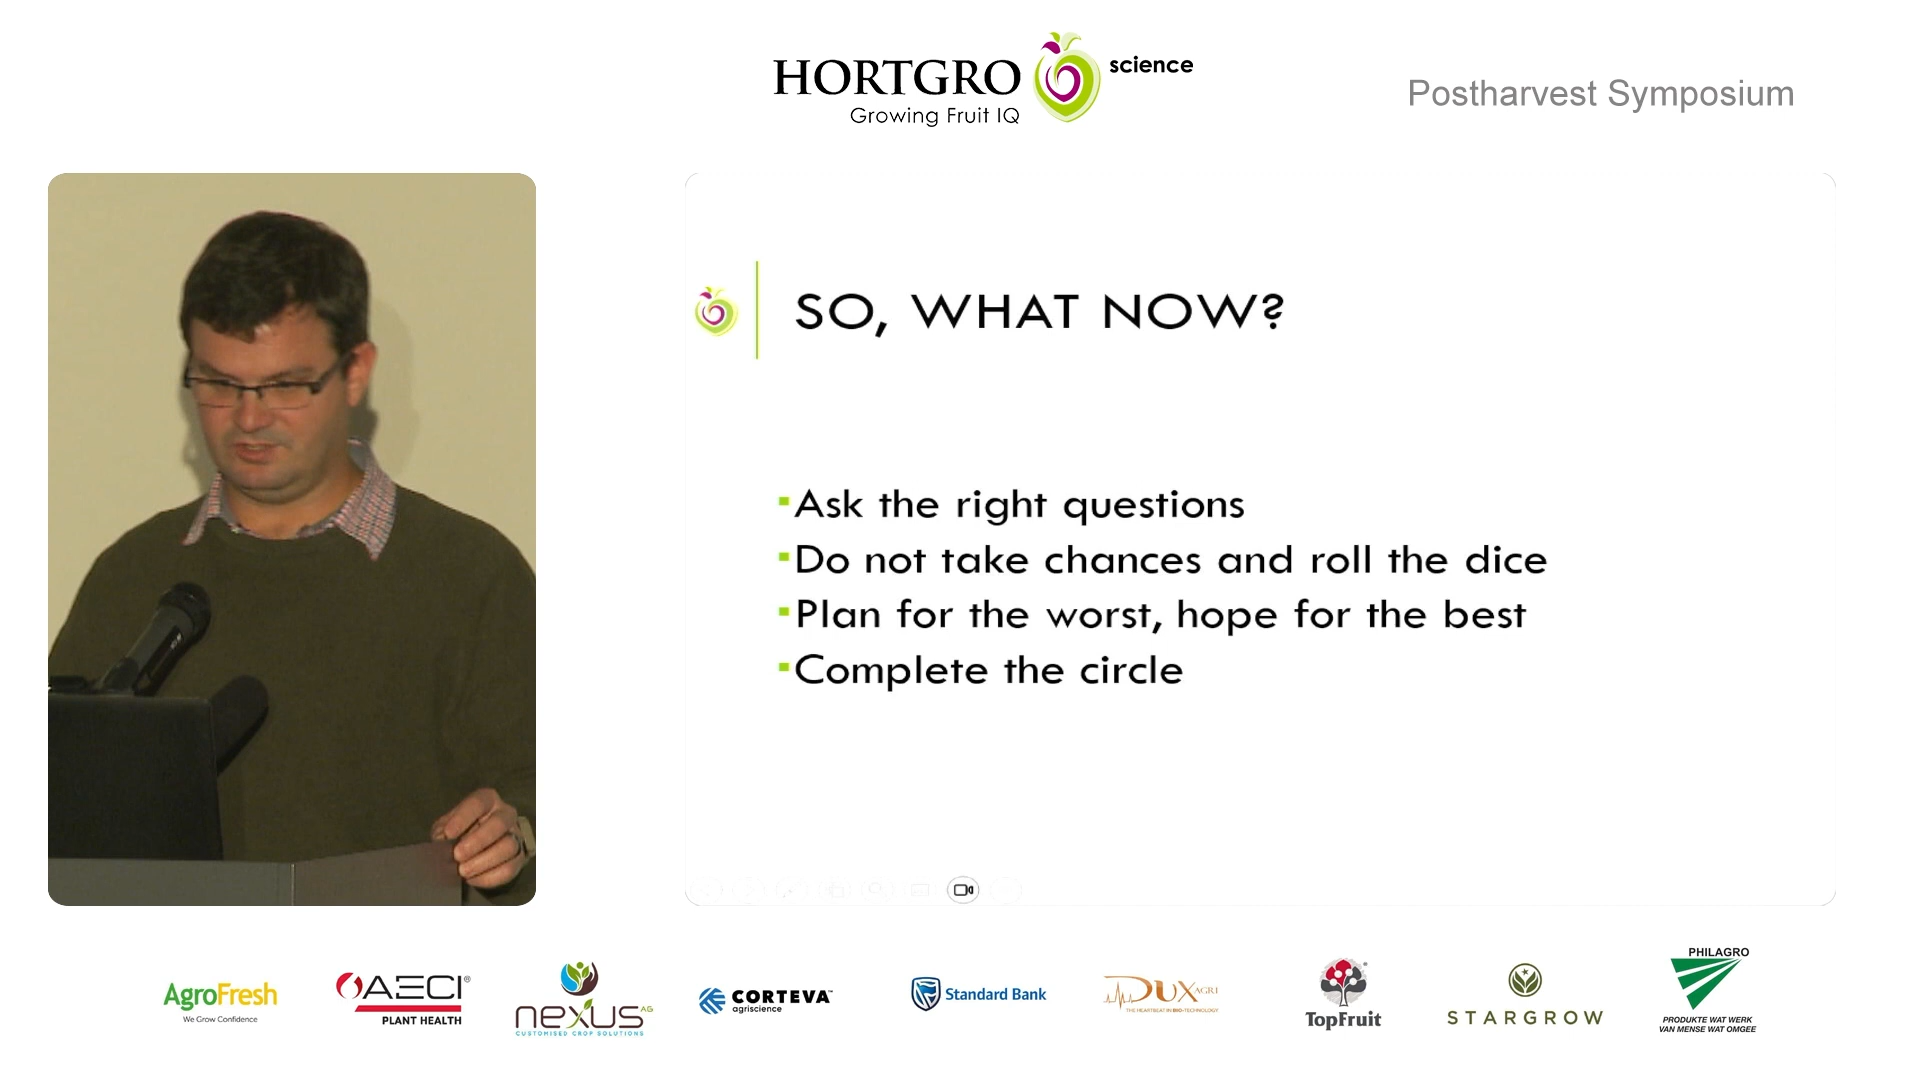 HORTGRO science
Growing Fruit IQ
Postharvest Symposium
SO, WHAT NOW?
▪Ask the right questions
▪Do not take chances and roll the dice
▪Plan for the worst, hope for the best
▪Complete the circle
AgroFresh
We Grow Confidence
AECI®
PLANT HEALTH
nexus AG
CUSTOMISED CROP SOLUTIONS
CORTEVA™
agriscience
Standard Bank
DUX AGRI
THE HEARTBEAT IN BIO-TECHNOLOGY
TopFruit
STARGROW
PHILAGRO
PRODUKTE WAT WERK
VAN MENSE WAT OMGEE